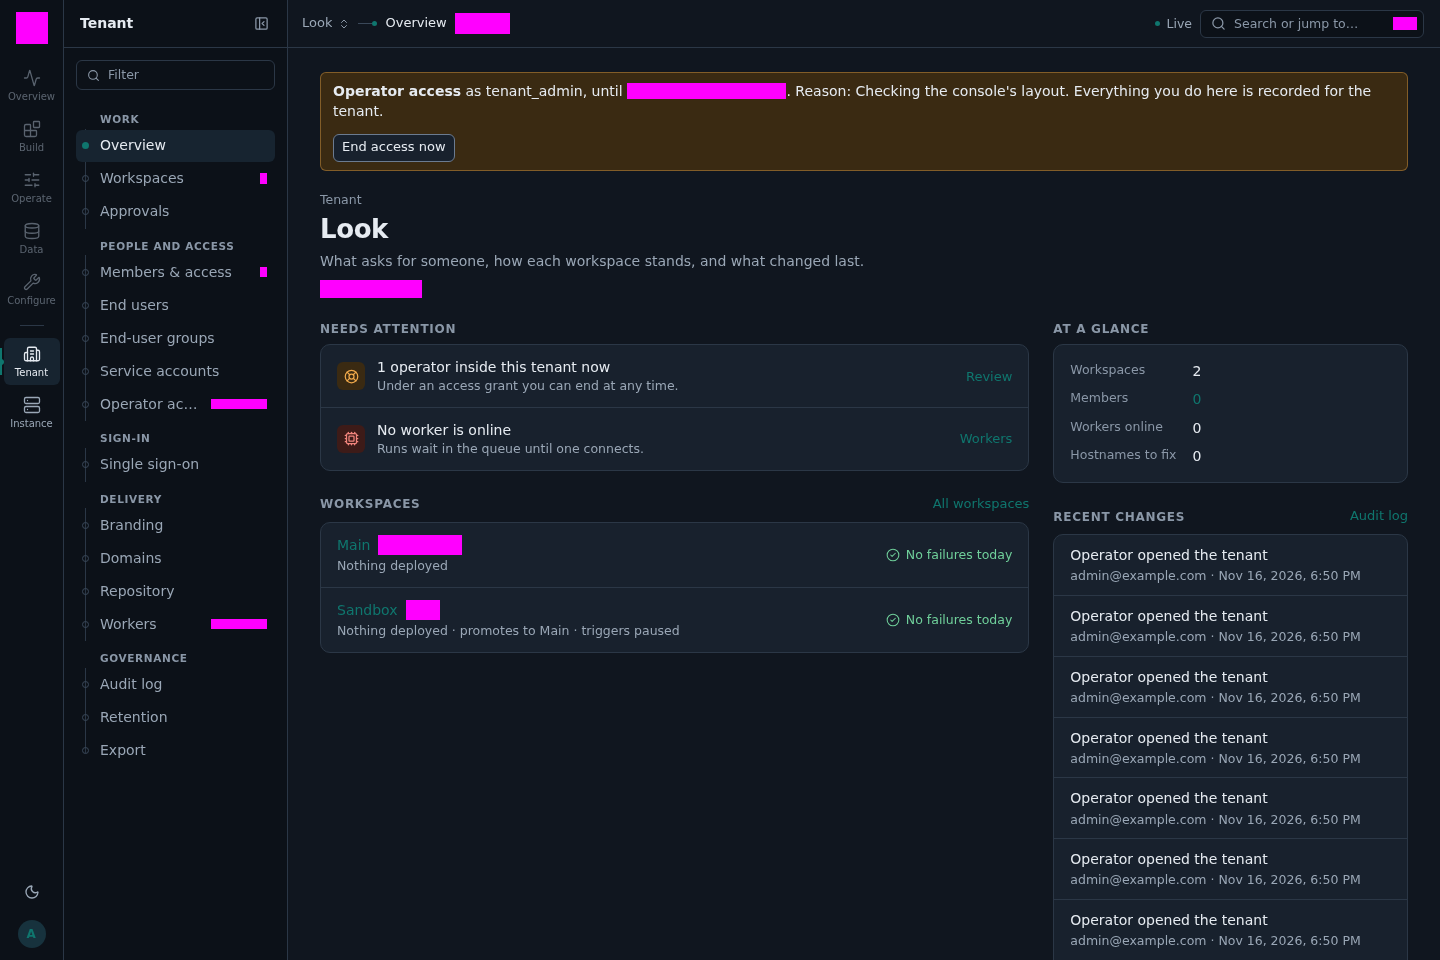 Tenant
Look
Overview
Live
Search or jump to…
Overview
Build
Operate
Data
Configure
Tenant
Instance
A
Filter
WORK
Overview
Workspaces
Approvals
PEOPLE AND ACCESS
Members & access
End users
End-user groups
Service accounts
Operator ac…
SIGN-IN
Single sign-on
DELIVERY
Branding
Domains
Repository
Workers
GOVERNANCE
Audit log
Retention
Export
Operator access as tenant_admin, until . Reason: Checking the console's layout. Everything you do here is recorded for the
tenant.
End access now
Tenant
Look
What asks for someone, how each workspace stands, and what changed last.
NEEDS ATTENTION
1 operator inside this tenant now
Under an access grant you can end at any time.
Review
No worker is online
Runs wait in the queue until one connects.
Workers
WORKSPACES
All workspaces
Main
Nothing deployed
No failures today
Sandbox
Nothing deployed · promotes to Main · triggers paused
No failures today
AT A GLANCE
Workspaces 2
Members 0
Workers online 0
Hostnames to fix 0
RECENT CHANGES
Audit log
Operator opened the tenant
admin@example.com · Nov 16, 2026, 6:50 PM
Operator opened the tenant
admin@example.com · Nov 16, 2026, 6:50 PM
Operator opened the tenant
admin@example.com · Nov 16, 2026, 6:50 PM
Operator opened the tenant
admin@example.com · Nov 16, 2026, 6:50 PM
Operator opened the tenant
admin@example.com · Nov 16, 2026, 6:50 PM
Operator opened the tenant
admin@example.com · Nov 16, 2026, 6:50 PM
Operator opened the tenant
admin@example.com · Nov 16, 2026, 6:50 PM